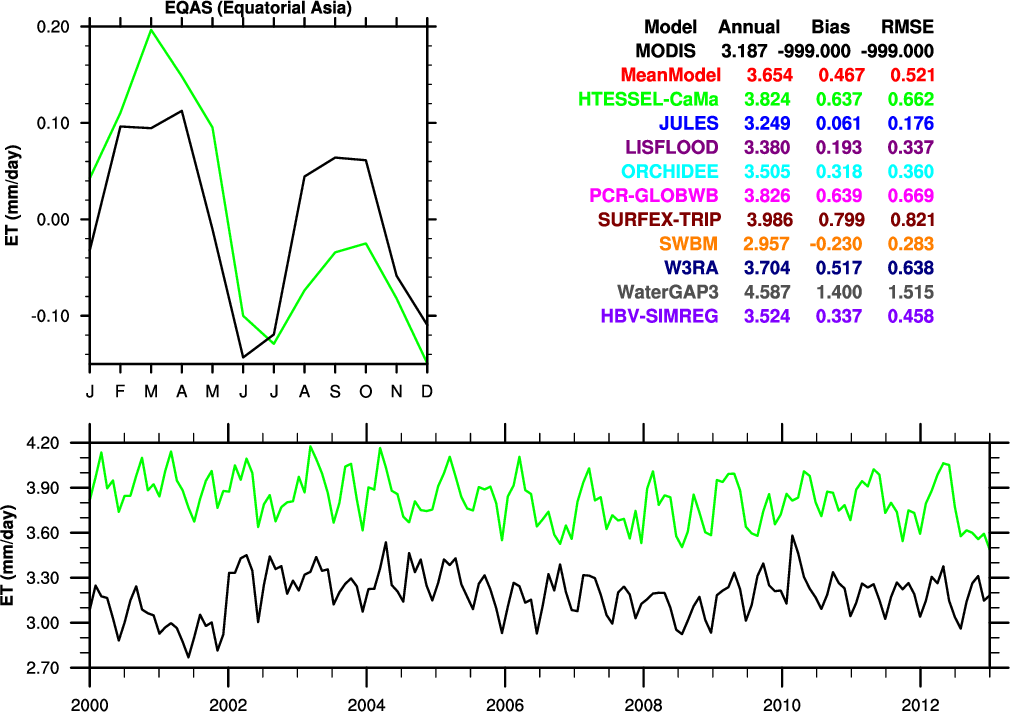 EQAS (Equatorial Asia)
0.20
0.10
0.00
-0.10
ET (mm/day)
J F M A M J J A S O N D
Model Annual Bias RMSE
MODIS 3.187 -999.000 -999.000
MeanModel 3.654 0.467 0.521
HTESSEL-CaMa 3.824 0.637 0.662
JULES 3.249 0.061 0.176
LISFLOOD 3.380 0.193 0.337
ORCHIDEE 3.505 0.318 0.360
PCR-GLOBWB 3.826 0.639 0.669
SURFEX-TRIP 3.986 0.799 0.821
SWBM 2.957 -0.230 0.283
W3RA 3.704 0.517 0.638
WaterGAP3 4.587 1.400 1.515
HBV-SIMREG 3.524 0.337 0.458
4.20
3.90
3.60
3.30
3.00
2.70
ET (mm/day)
2000 2002 2004 2006 2008 2010 2012